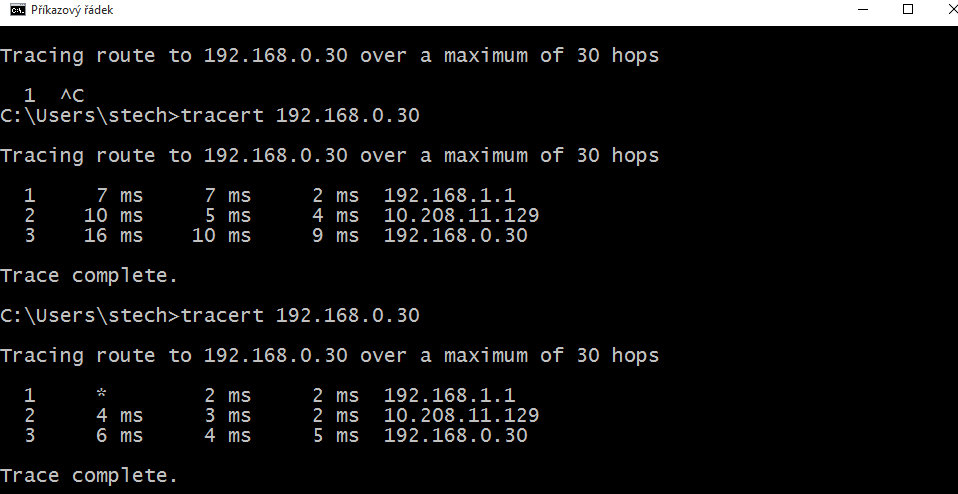 Příkazový řádek
Tracing route to 192.168.0.30 over a maximum of 30 hops
1 ^C
C:\Users\stech>tracert 192.168.0.30
Tracing route to 192.168.0.30 over a maximum of 30 hops
1 7 ms 7 ms 2 ms 192.168.1.1
2 10 ms 5 ms 4 ms 10.208.11.129
3 16 ms 10 ms 9 ms 192.168.0.30
Trace complete.
C:\Users\stech>tracert 192.168.0.30
Tracing route to 192.168.0.30 over a maximum of 30 hops
1 * 2 ms 2 ms 192.168.1.1
2 4 ms 3 ms 2 ms 10.208.11.129
3 6 ms 4 ms 5 ms 192.168.0.30
Trace complete.